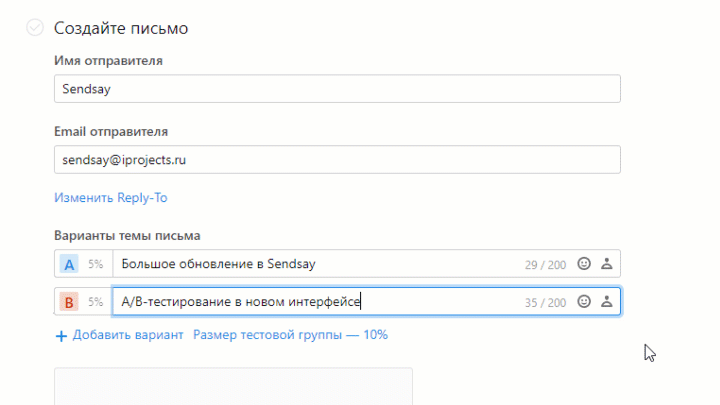 Создайте письмо
Имя отправителя
Sendsay
Email отправителя
sendsay@iprojects.ru
Изменить Reply-To
Варианты темы письма
A 5% Большое обновление в Sendsay 29 / 200
B 5% A/B-тестирование в новом интерфейсе 35 / 200
+ Добавить вариант Размер тестовой группы — 10%